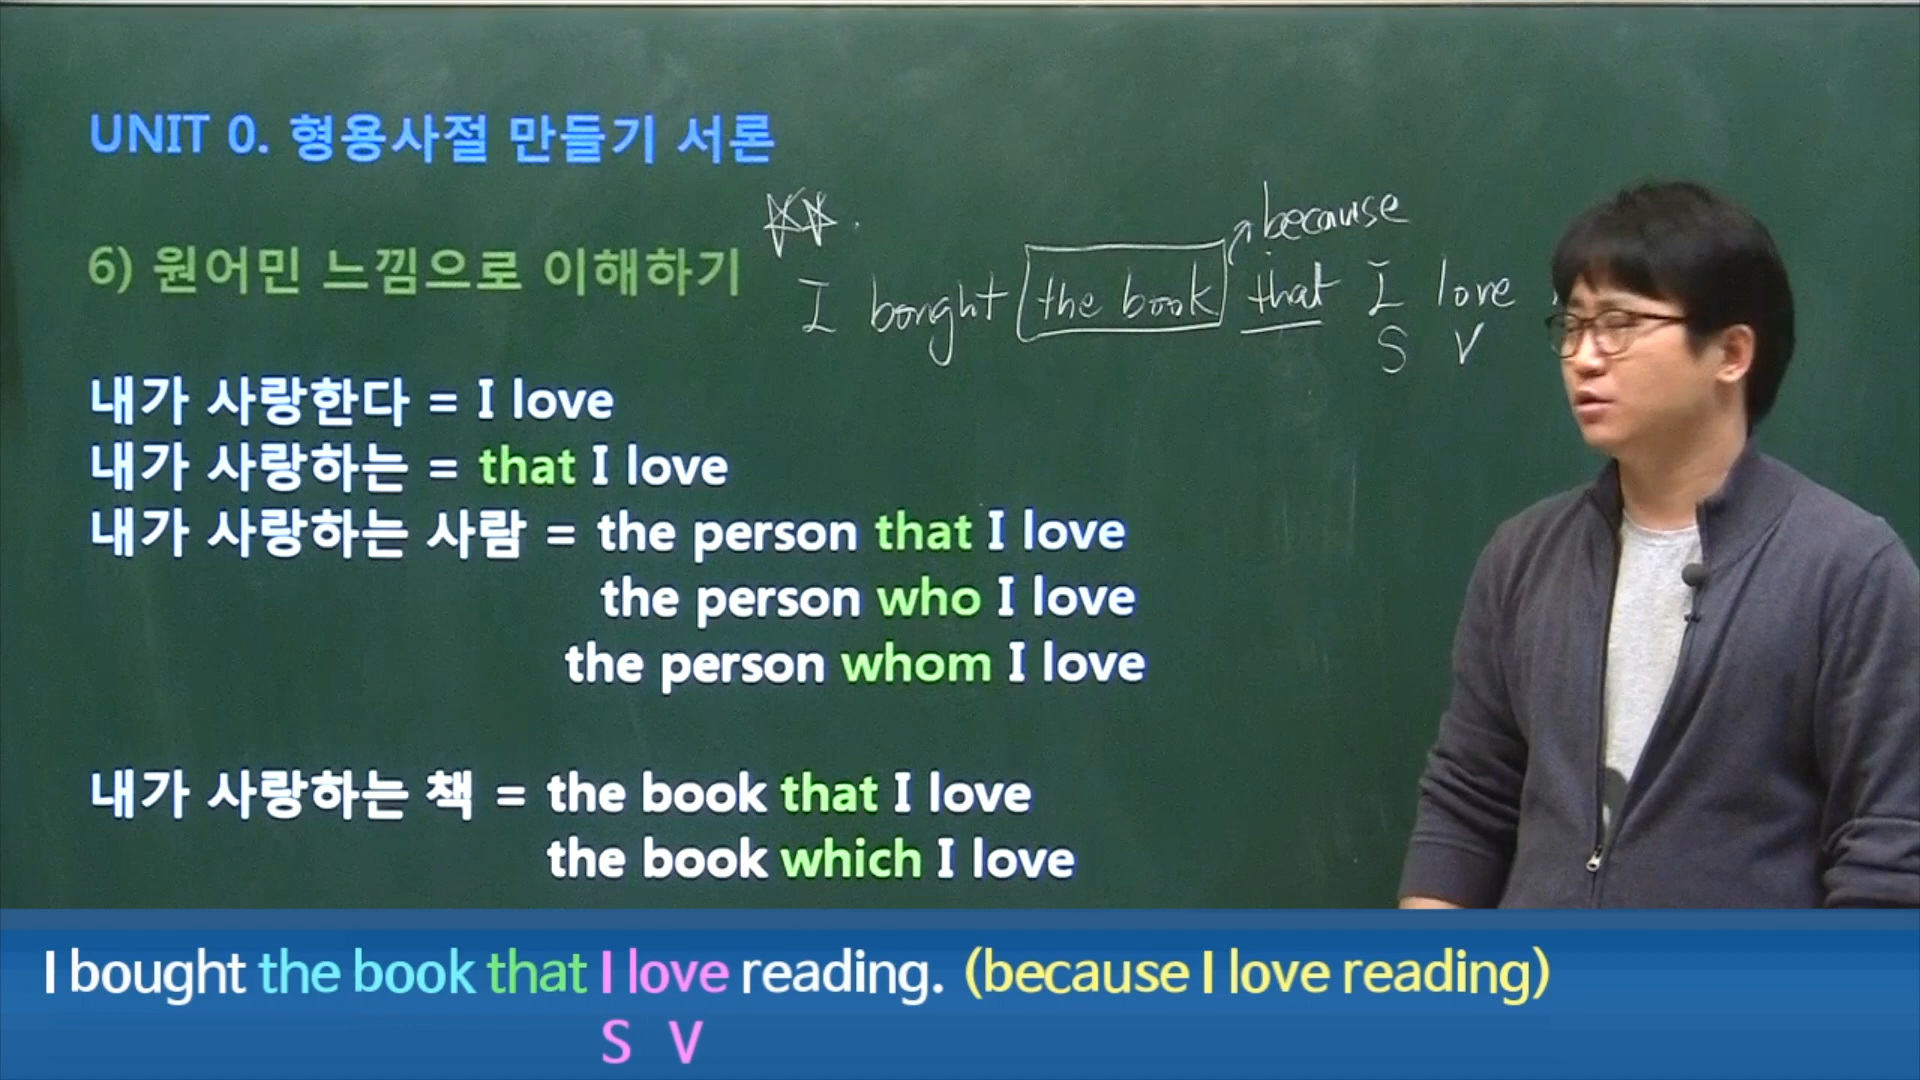 UNIT 0. 형용사절 만들기 서론
6) 원어민 느낌으로 이해하기
because
I bought the book that I love
S V
내가 사랑한다 = I love
내가 사랑하는 = that I love
내가 사랑하는 사람 = the person that I love
the person who I love
the person whom I love
내가 사랑하는 책 = the book that I love
the book which I love
I bought the book that I love reading. (because I love reading)
S V